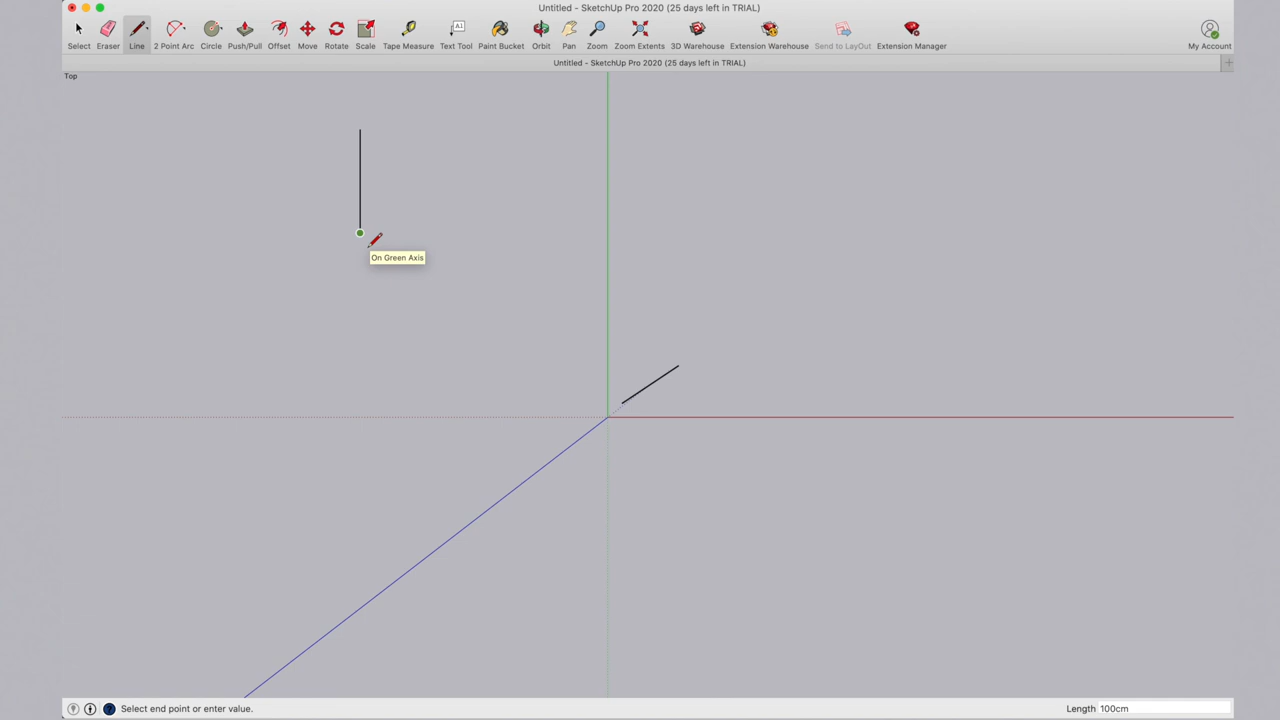 Untitled - SketchUp Pro 2020 (25 days left in TRIAL)
Select Eraser Line 2 Point Arc Circle Push/Pull Offset Move Rotate Scale Tape Measure Text Tool Paint Bucket Orbit Pan Zoom Zoom Extents 3D Warehouse Extension Warehouse Send to LayOut Extension Manager My Account
Untitled - SketchUp Pro 2020 (25 days left in TRIAL)
Top
On Green Axis
Select end point or enter value. Length 100cm